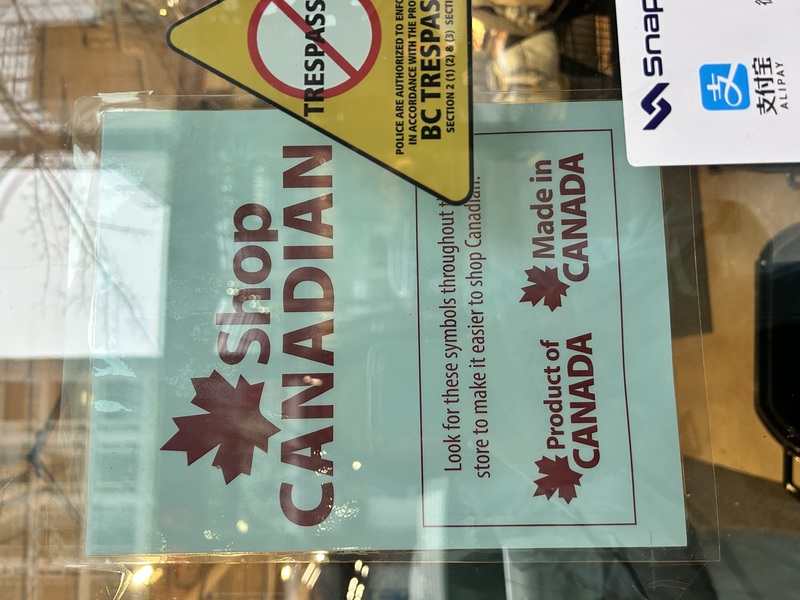 Shop
CANADIAN
Look for these symbols throughout
store to make it easier to shop Canadian.
Product of
CANADA
Made in
CANADA
TRESPASS
POLICE ARE AUTHORIZED TO
IN ACCORDANCE WITH THE
BC TRESPAS
SECTION 2 (1) (2) & (3)
Snap
支付宝
ALIPAY